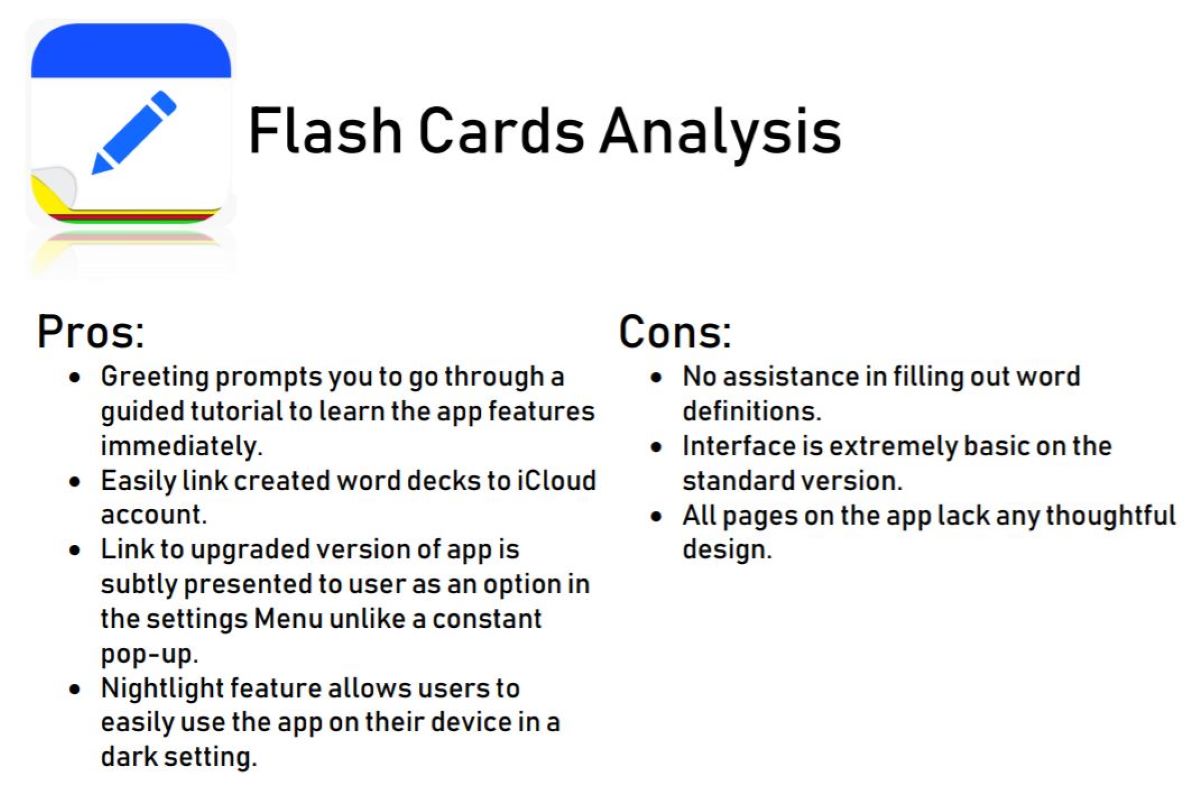 Flash Cards Analysis
Pros:
• Greeting prompts you to go through a
guided tutorial to learn the app features
immediately.
• Easily link created word decks to iCloud
account.
• Link to upgraded version of app is
subtly presented to user as an option in
the settings Menu unlike a constant
pop-up.
• Nightlight feature allows users to
easily use the app on their device in a
dark setting.
Cons:
• No assistance in filling out word
definitions.
• Interface is extremely basic on the
standard version.
• All pages on the app lack any thoughtful
design.